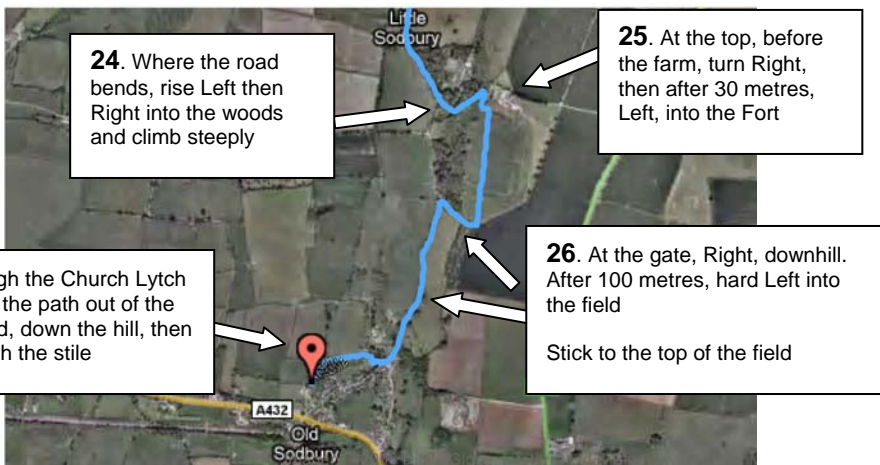 Little
Sodbury
24. Where the road
bends, rise Left then
Right into the woods
and climb steeply
25. At the top, before
the farm, turn Right,
then after 30 metres,
Left, into the Fort
26. At the gate, Right, downhill.
After 100 metres, hard Left into
the field
Stick to the top of the field
gh the Church Lytch
the path out of the
d, down the hill, then
h the stile
A432
Old
Sodbury